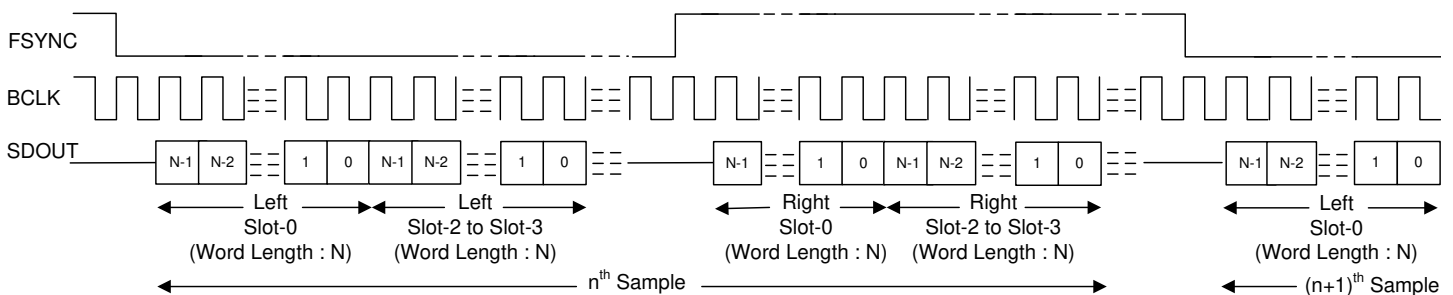 FSYNC
BCLK
SDOUT
N-1 N-2 1 0 N-1 N-2 1 0 N-1 1 0 N-1 N-2 1 0 N-1 N-2 1 0
Left Left Right Right Left
Slot-0 Slot-2 to Slot-3 Slot-0 Slot-2 to Slot-3 Slot-0
(Word Length : N) (Word Length : N) (Word Length : N) (Word Length : N) (Word Length : N)
nth Sample (n+1)th Sample